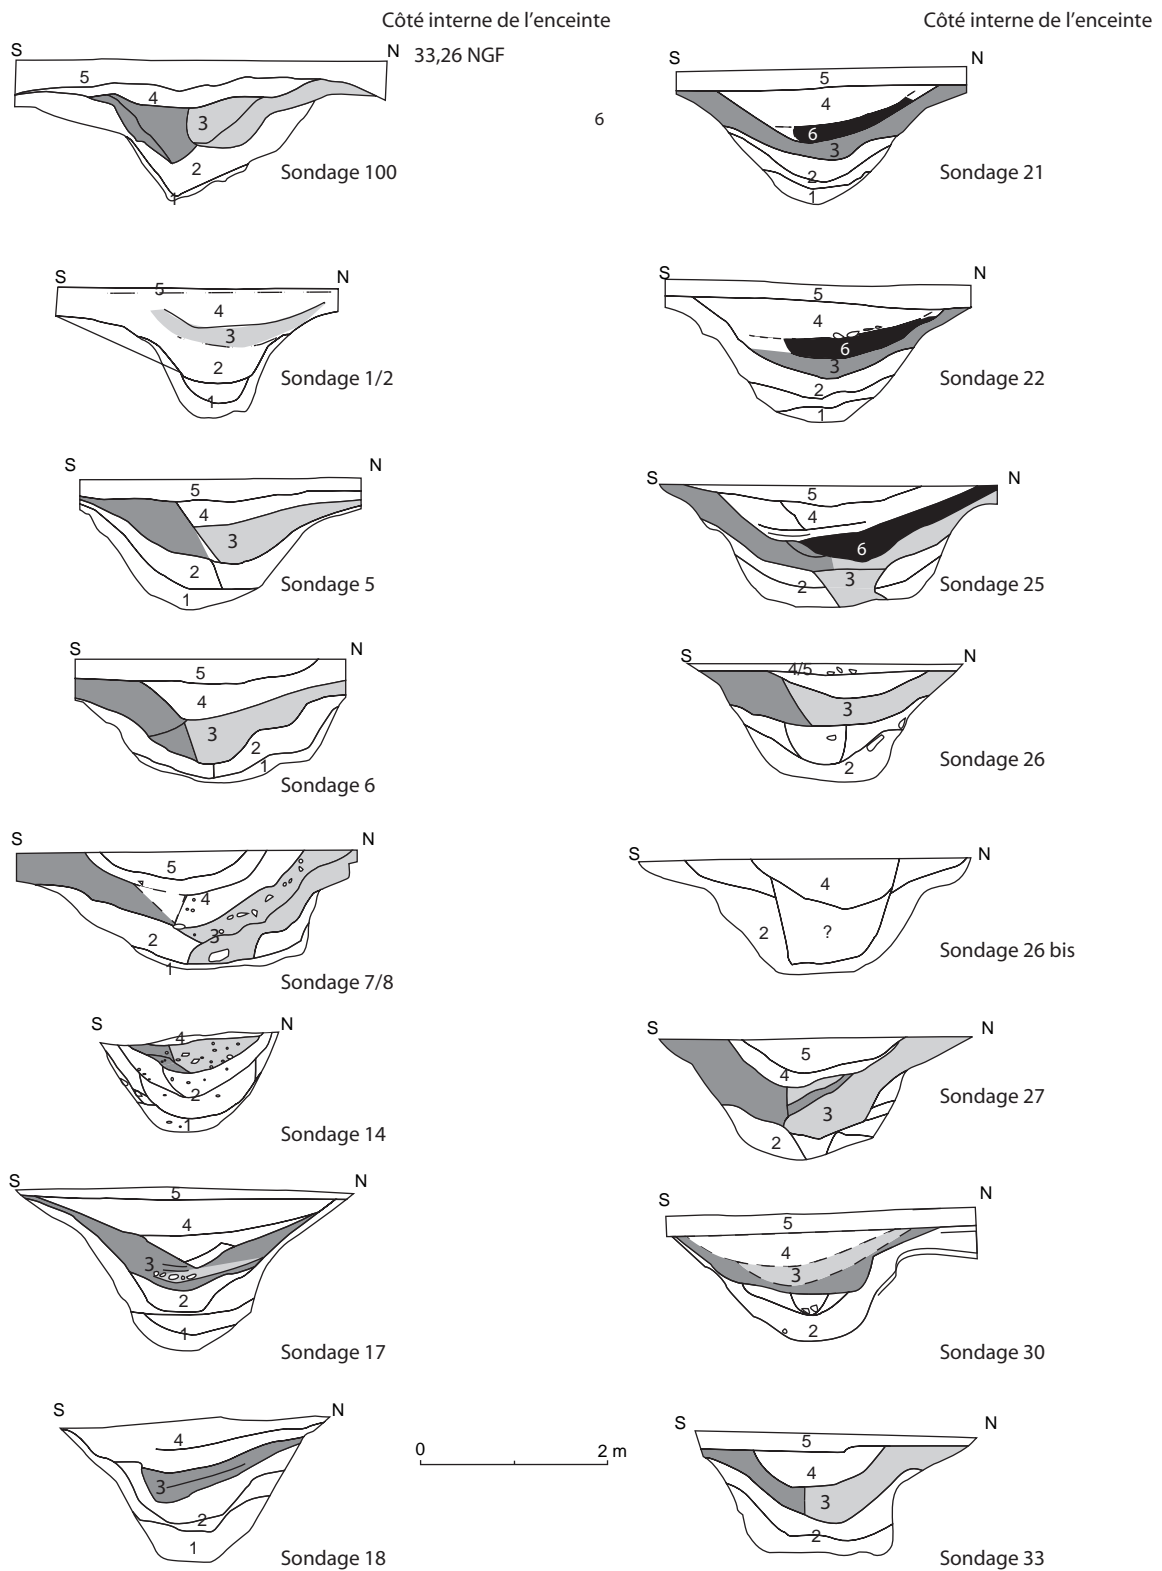 Côté interne de l'enceinte
S N 33,26 NGF
5
4
3
2
1
Sondage 100
S N
5
4
3
2
1
Sondage 1/2
S N
5
4
3
2
1
Sondage 5
S N
5
4
3
2
1
Sondage 6
S N
5
4
3
2
1
Sondage 7/8
S N
4
2
1
Sondage 14
S N
5
4
3
2
1
Sondage 17
S N
4
3
2
1
Sondage 18
0 2 m
6
Côté interne de l'enceinte
S N
5
4
6
3
2
1
Sondage 21
S N
5
4
6
3
2
1
Sondage 22
S N
5
4
6
3
2
Sondage 25
S N
4/5
3
2
Sondage 26
S N
4
2 ?
Sondage 26 bis
S N
5
4
3
2
Sondage 27
S N
5
4
3
2
Sondage 30
S N
5
4
3
2
Sondage 33